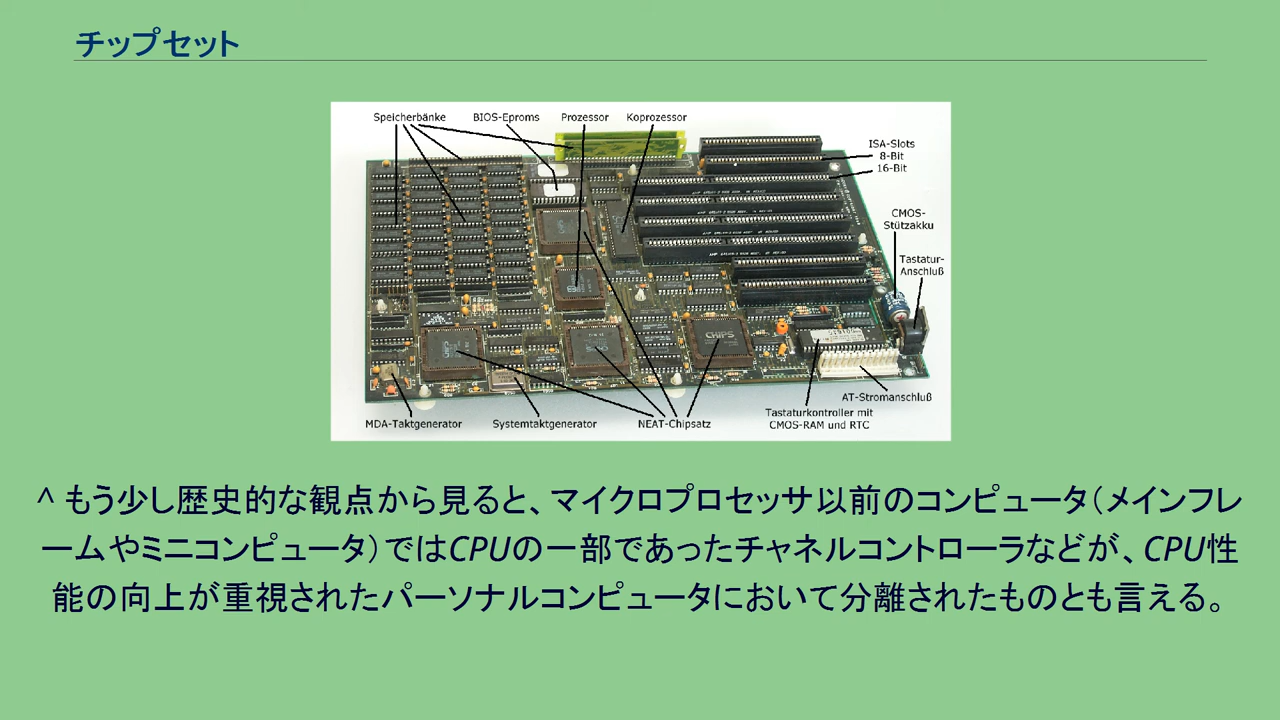 チップセット
Speicherbänke
BIOS-Eproms
Prozessor
Koprozessor
ISA-Slots
8-Bit
16-Bit
CMOS-
Stützakku
Tastatur-
Anschluß
CHIPS
AT-Stromanschluß
Tastaturkontroller mit
CMOS-RAM und RTC
MDA-Taktgenerator
Systemtaktgenerator
NEAT-Chipsatz
^ もう少し歴史的な観点から見ると、マイクロプロセッサ以前のコンピュータ（メインフレ
ームやミニコンピュータ）ではCPUの一部であったチャネルコントローラなどが、CPU性
能の向上が重視されたパーソナルコンピュータにおいて分離されたものとも言える。